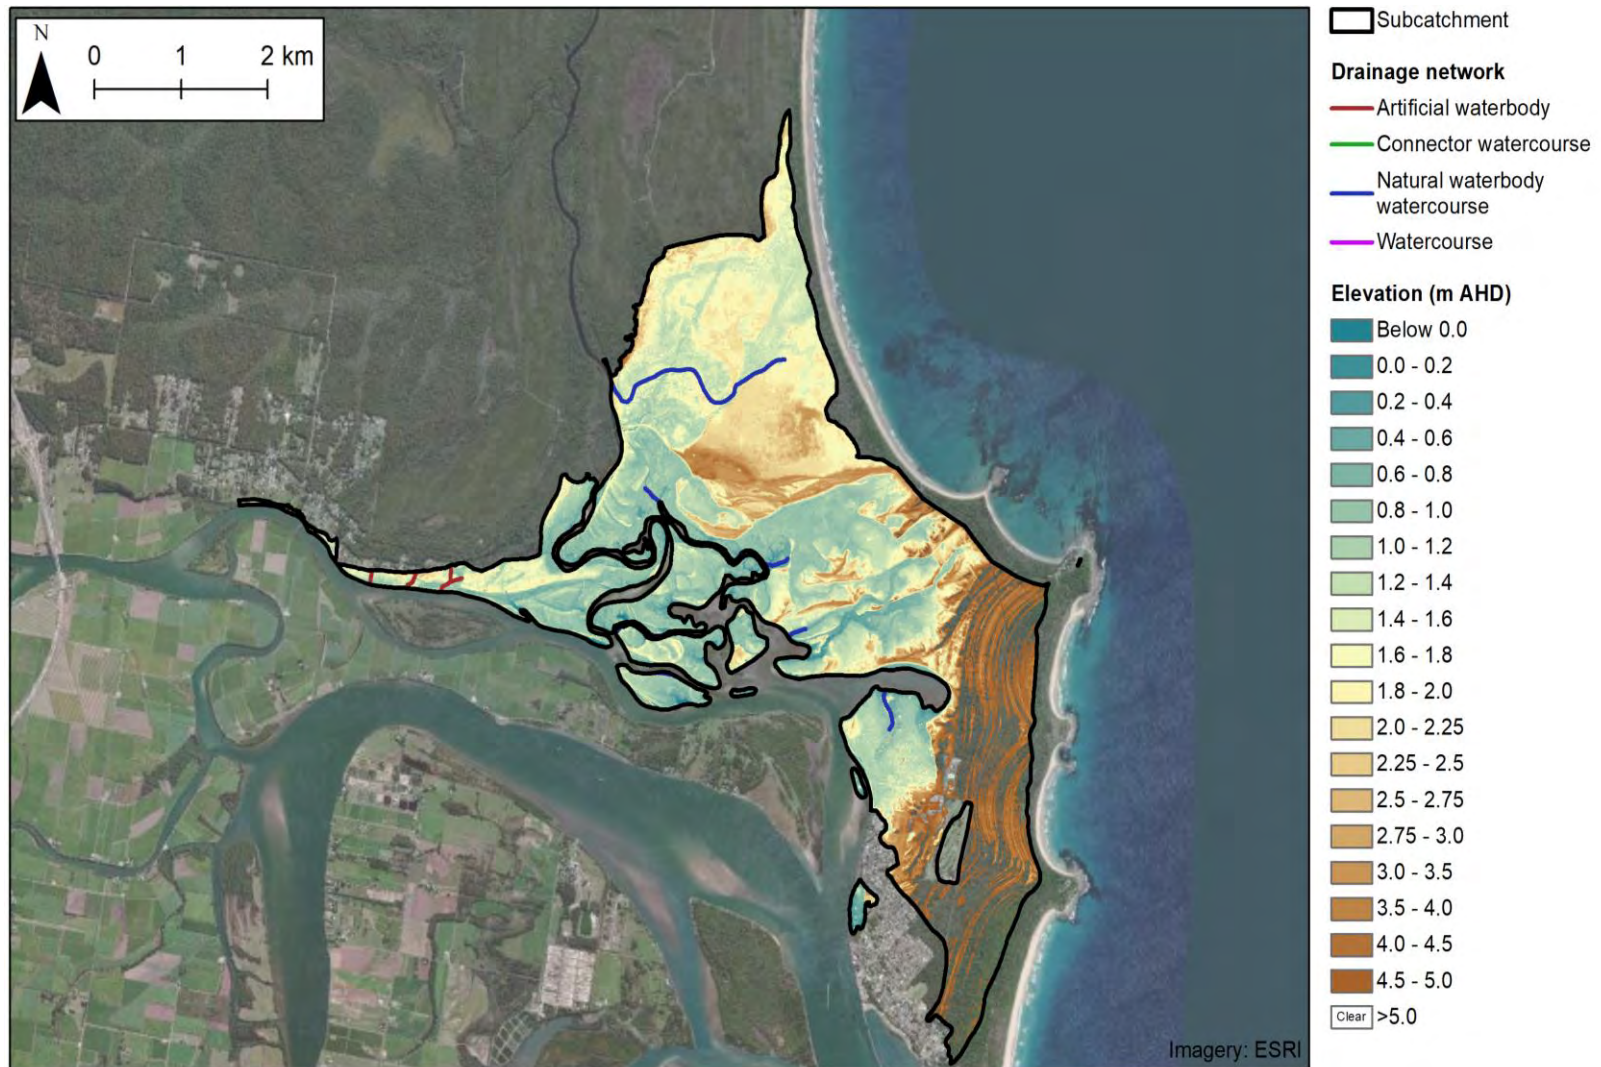 N
0 1 2 km
Subcatchment
Drainage network
Artificial waterbody
Connector watercourse
Natural waterbody
watercourse
Watercourse
Elevation (m AHD)
Below 0.0
0.0 - 0.2
0.2 - 0.4
0.4 - 0.6
0.6 - 0.8
0.8 - 1.0
1.0 - 1.2
1.2 - 1.4
1.4 - 1.6
1.6 - 1.8
1.8 - 2.0
2.0 - 2.25
2.25 - 2.5
2.5 - 2.75
2.75 - 3.0
3.0 - 3.5
3.5 - 4.0
4.0 - 4.5
4.5 - 5.0
Clear >5.0
Imagery: ESRI